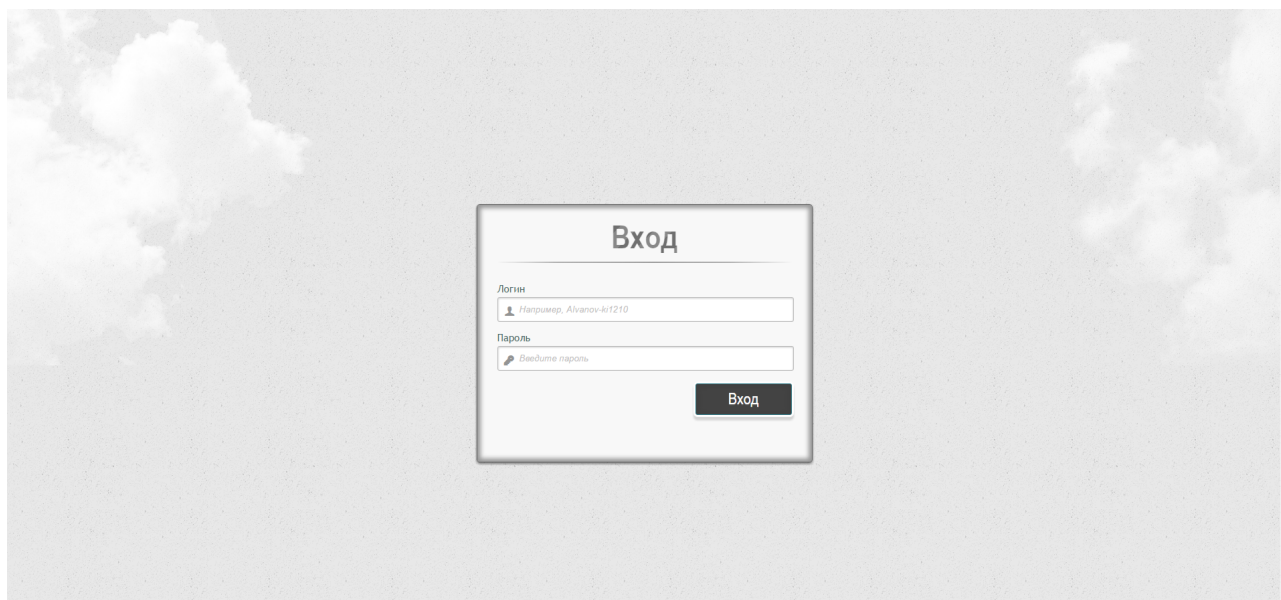 Вход
Логин
Например, AIvanov-ki1210
Пароль
Введите пароль
Вход